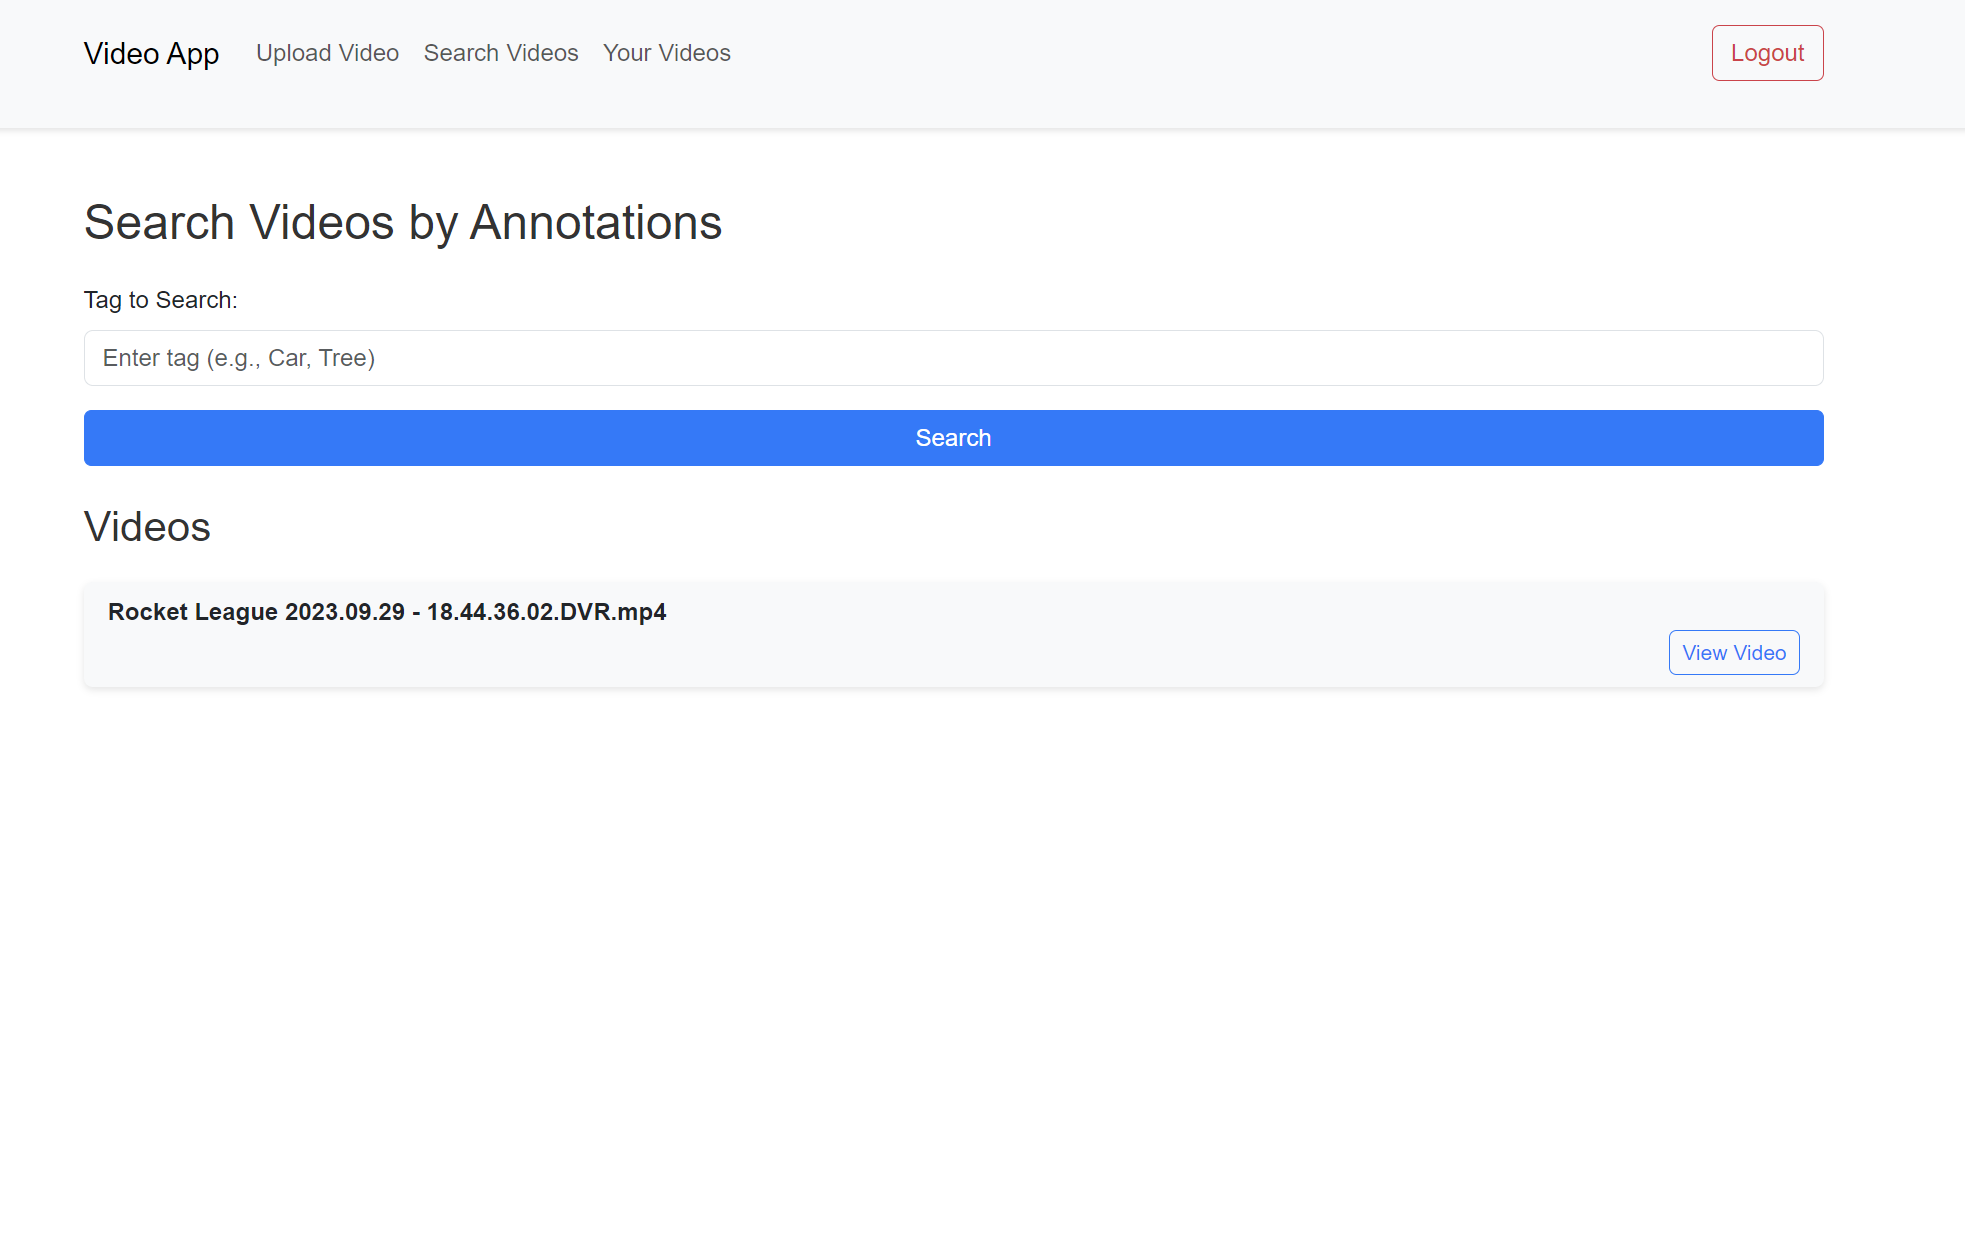 Video App Upload Video Search Videos Your Videos Logout
Search Videos by Annotations
Tag to Search:
Enter tag (e.g., Car, Tree)
Search
Videos
Rocket League 2023.09.29 - 18.44.36.02.DVR.mp4
View Video